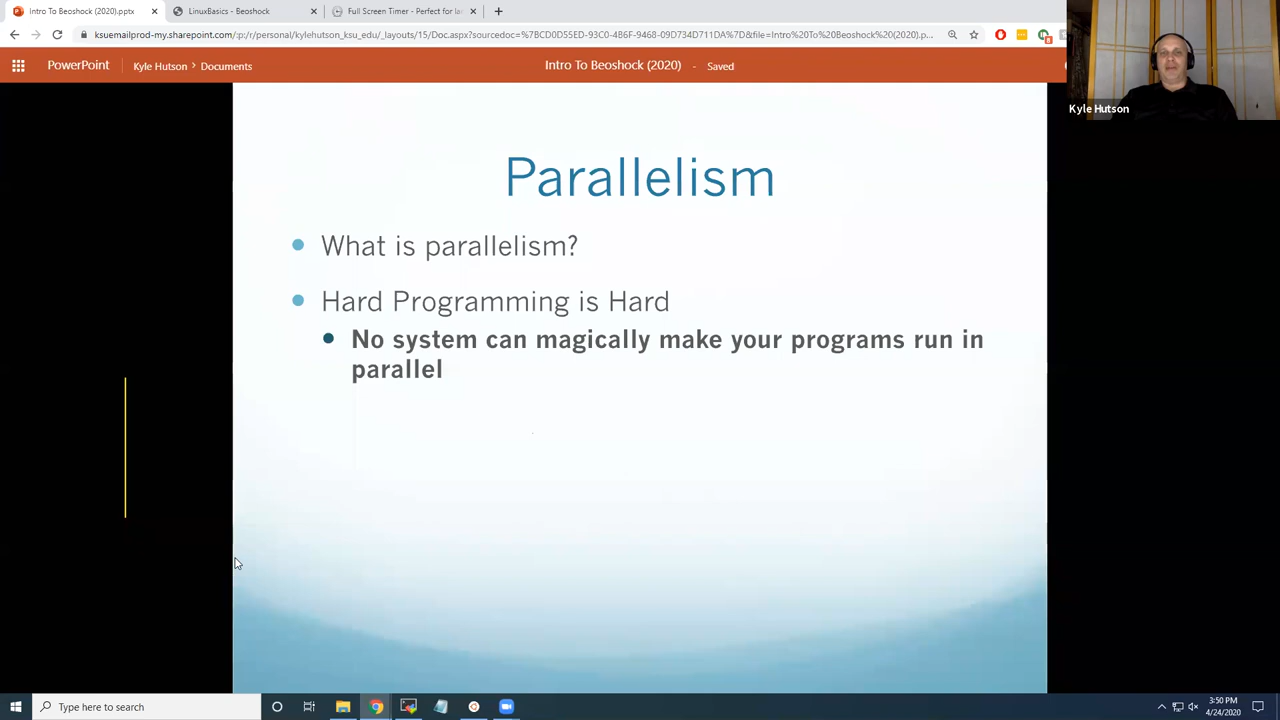 Intro To Beoshock (2020).pptx
LinuxBasics - Beoshock
Full Screen Timer - Perfect for la
ksuemailprod-my.sharepoint.com/:p:/r/personal/kylehutson_ksu_edu/_layouts/15/Doc.aspx?sourcedoc=%7BCD0D55ED-93C0-4B6F-9468-09D734D711DA%7D&file=Intro%20To%20Beoshock%20(2020).p...
PowerPoint
Kyle Hutson > Documents
Intro To Beoshock (2020) - Saved
Kyle Hutson
Parallelism
What is parallelism?
Hard Programming is Hard
No system can magically make your programs run in
parallel
Type here to search
3:50 PM
4/24/2020